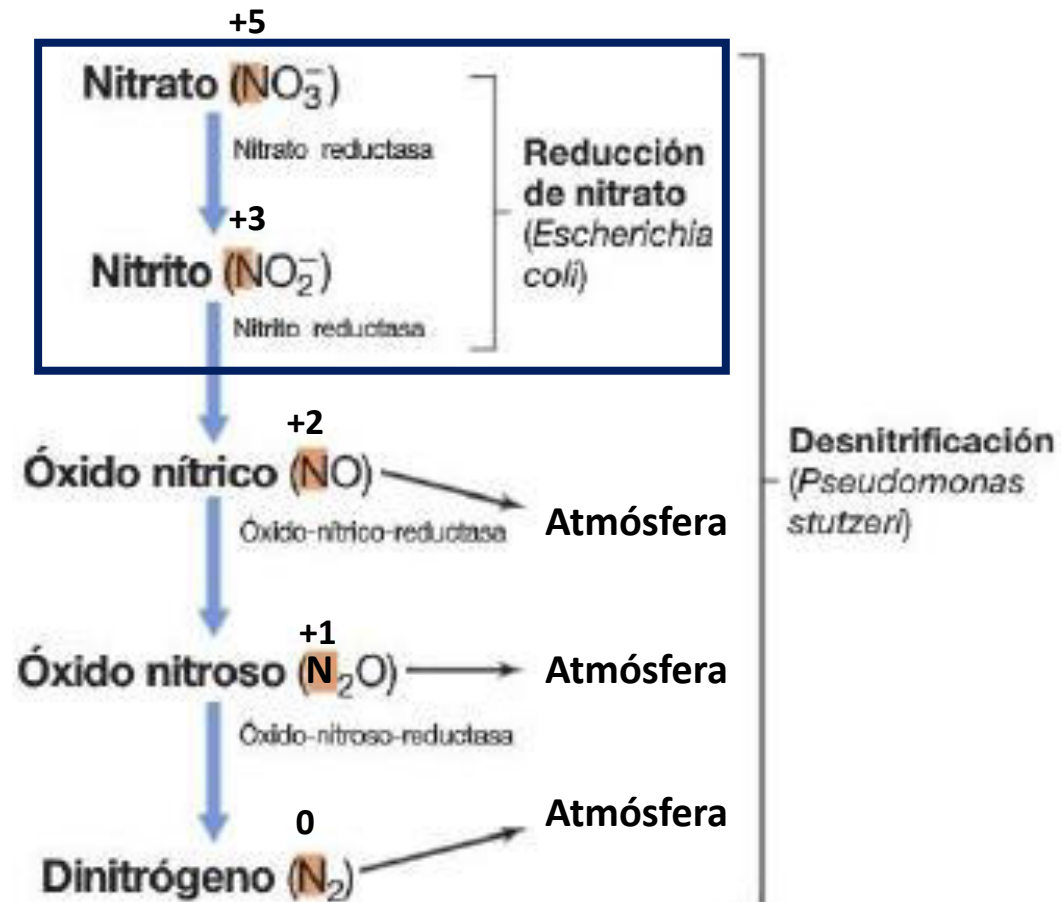 +5
Nitrato (NO₃⁻)
Nitrato reductasa
+3
Nitrito (NO₂⁻)
Nitrito reductasa
Reducción
de nitrato
(Escherichia
coli)
+2
Óxido nítrico (NO)
Óxido-nítrico-reductasa
Atmósfera
+1
Óxido nitroso (N₂O)
Óxido-nitroso-reductasa
Atmósfera
0
Dinitrógeno (N₂)
Atmósfera
Desnitrificación
(Pseudomonas
stutzeri)